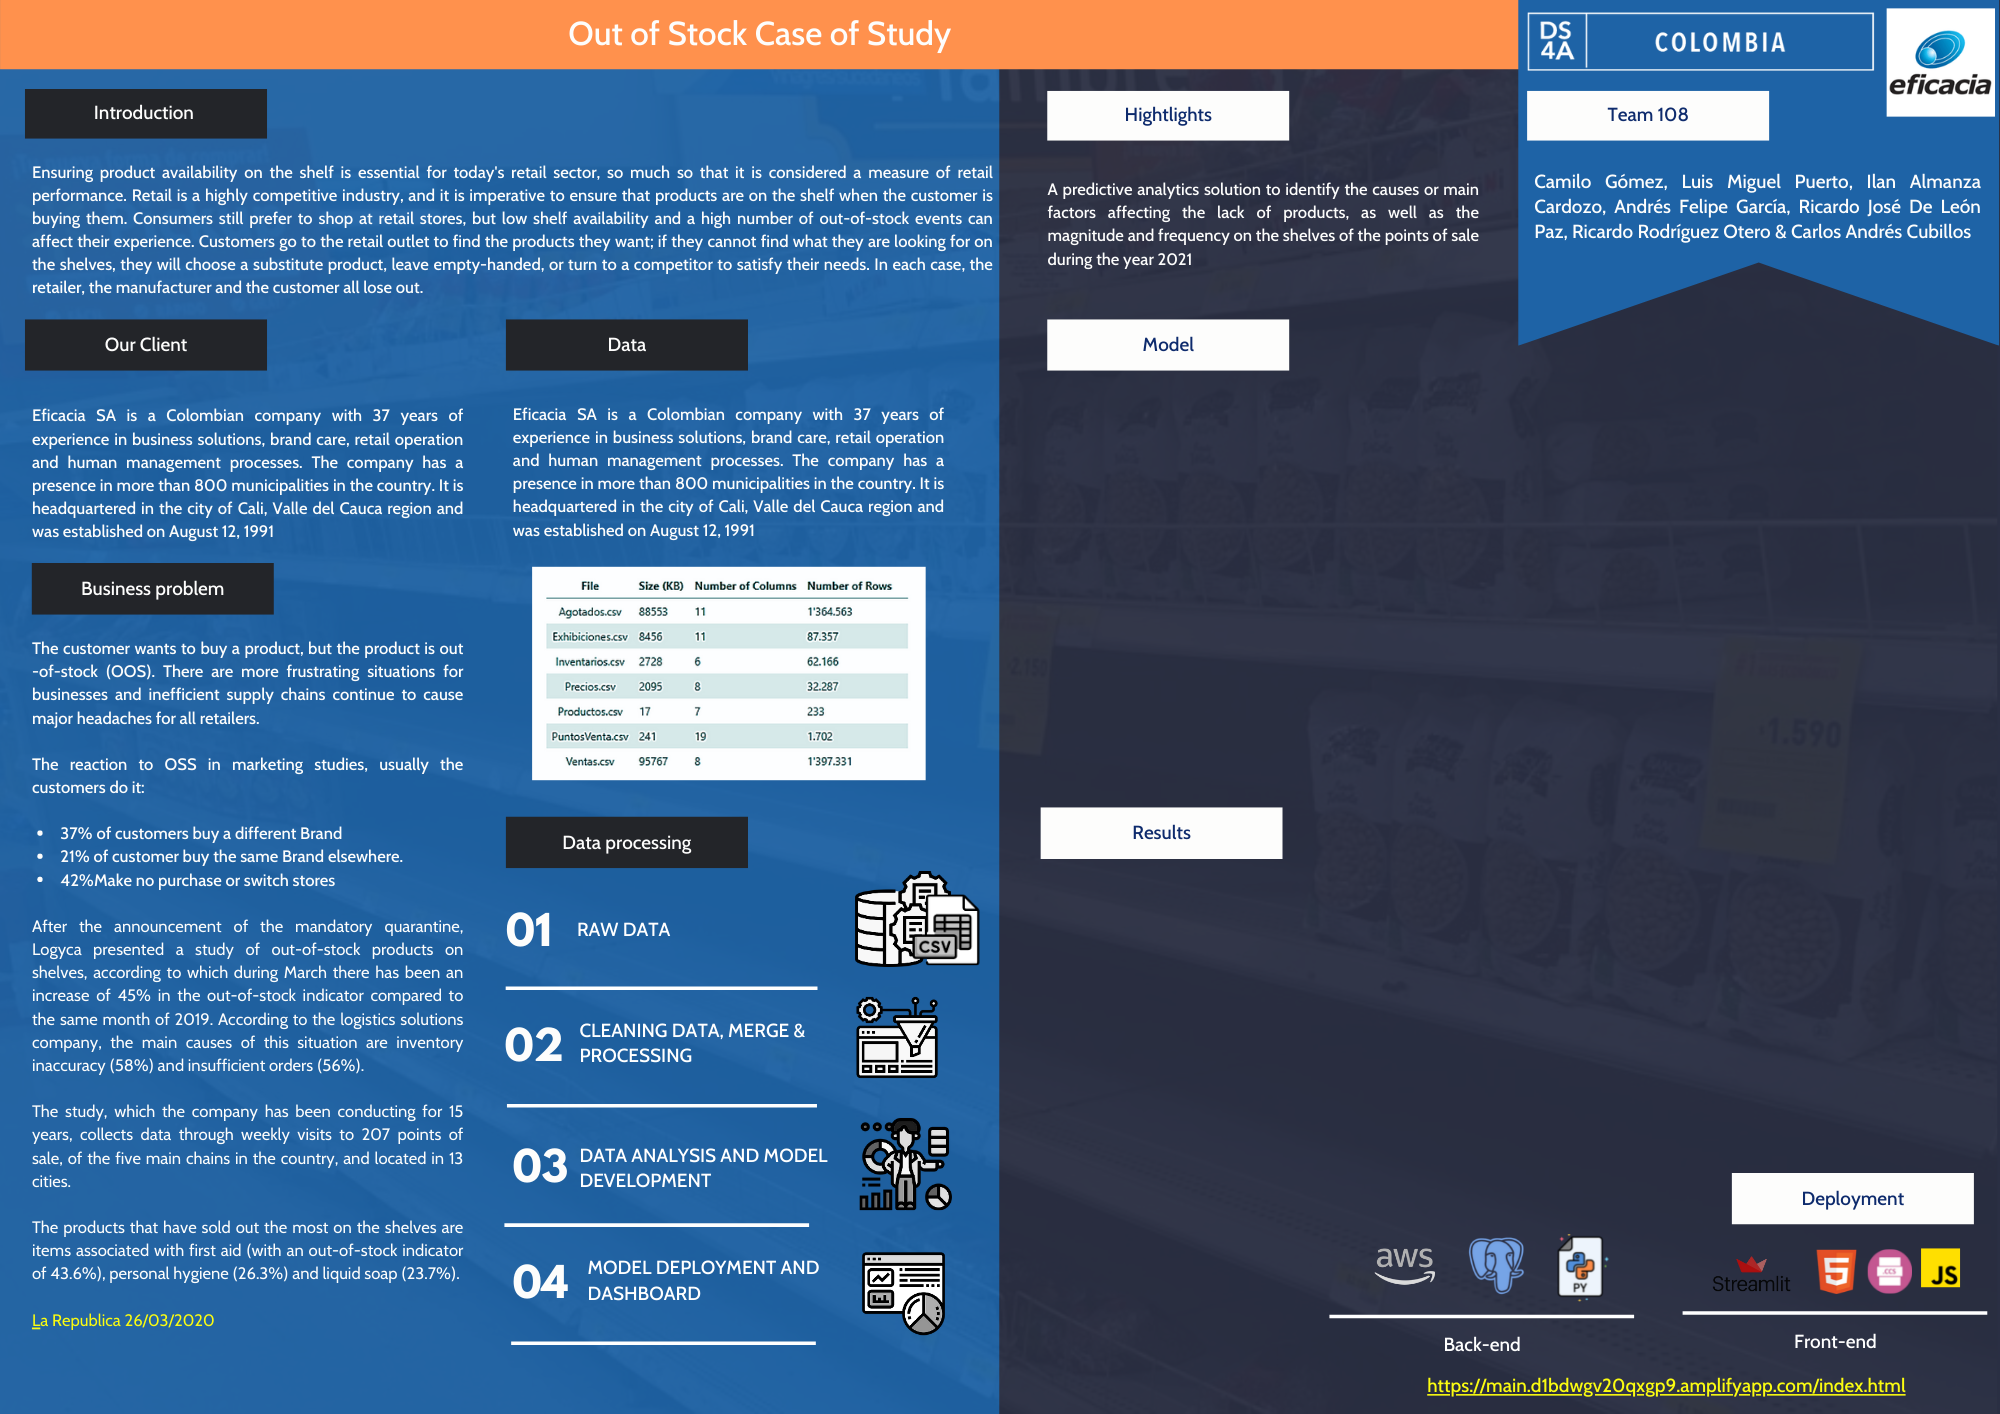 Out of Stock Case of Study
DS
4A
COLOMBIA
eficacia
Introduction
Ensuring product availability on the shelf is essential for today's retail sector, so much so that it is considered a measure of retail
performance. Retail is a highly competitive industry, and it is imperative to ensure that products are on the shelf when the customer is
buying them. Consumers still prefer to shop at retail stores, but low shelf availability and a high number of out-of-stock events can
affect their experience. Customers go to the retail outlet to find the products they want; if they cannot find what they are looking for on
the shelves, they will choose a substitute product, leave empty-handed, or turn to a competitor to satisfy their needs. In each case, the
retailer, the manufacturer and the customer all lose out.
Our Client
Eficacia SA is a Colombian company with 37 years of
experience in business solutions, brand care, retail operation
and human management processes. The company has a
presence in more than 800 municipalities in the country. It is
headquartered in the city of Cali, Valle del Cauca region and
was established on August 12, 1991
Business problem
The customer wants to buy a product, but the product is out
-of-stock (OOS). There are more frustrating situations for
businesses and inefficient supply chains continue to cause
major headaches for all retailers.
The reaction to OSS in marketing studies, usually the
customers do it:
• 37% of customers buy a different Brand
• 21% of customer buy the same Brand elsewhere.
• 42%Make no purchase or switch stores
After the announcement of the mandatory quarantine,
Logyca presented a study of out-of-stock products on
shelves, according to which during March there has been an
increase of 45% in the out-of-stock indicator compared to
the same month of 2019. According to the logistics solutions
company, the main causes of this situation are inventory
inaccuracy (58%) and insufficient orders (56%).
The study, which the company has been conducting for 15
years, collects data through weekly visits to 207 points of
sale, of the five main chains in the country, and located in 13
cities.
The products that have sold out the most on the shelves are
items associated with first aid (with an out-of-stock indicator
of 43.6%), personal hygiene (26.3%) and liquid soap (23.7%).
La Republica 26/03/2020
Data
Eficacia SA is a Colombian company with 37 years of
experience in business solutions, brand care, retail operation
and human management processes. The company has a
presence in more than 800 municipalities in the country. It is
headquartered in the city of Cali, Valle del Cauca region and
was established on August 12, 1991
File Size (KB) Number of Columns Number of Rows
Agotados.csv 88553 11 1'364.563
Exhibiciones.csv 8456 11 87.357
Inventarios.csv 2728 6 62.166
Precios.csv 2095 8 32.287
Productos.csv 17 7 233
PuntosVenta.csv 241 19 1.702
Ventas.csv 95767 8 1'397.331
Data processing
01 RAW DATA
CSV
02 CLEANING DATA, MERGE &
PROCESSING
03 DATA ANALYSIS AND MODEL
DEVELOPMENT
04 MODEL DEPLOYMENT AND
DASHBOARD
Hightlights
A predictive analytics solution to identify the causes or main
factors affecting the lack of products, as well as the
magnitude and frequency on the shelves of the points of sale
during the year 2021
Model
1.590
Results
Team 108
Camilo Gómez, Luis Miguel Puerto, Ilan Almanza
Cardozo, Andrés Felipe García, Ricardo José De León
Paz, Ricardo Rodríguez Otero & Carlos Andrés Cubillos
Deployment
aws
PY
Back-end
Streamlit
5
.CCS
JS
Front-end
https://main.d1bdwgv20qxgp9.amplifyapp.com/index.html